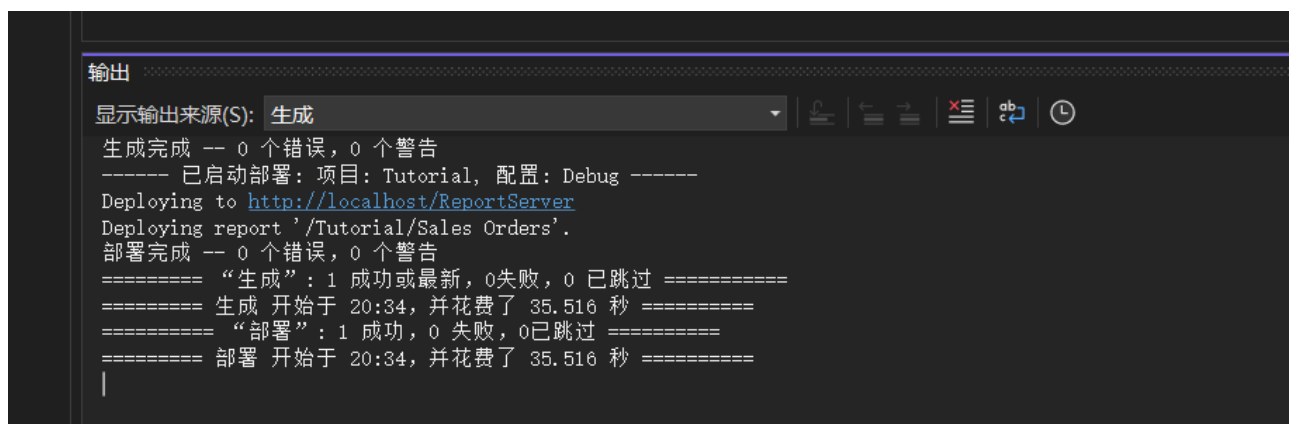 输出
显示输出来源(S): 生成
生成完成 -- 0 个错误，0 个警告
------ 已启动部署: 项目: Tutorial, 配置: Debug ------
Deploying to http://localhost/ReportServer
Deploying report '/Tutorial/Sales Orders'.
部署完成 -- 0 个错误，0 个警告
========= “生成”: 1 成功或最新，0失败，0 已跳过 ===========
========= 生成 开始于 20:34，并花费了 35.516 秒 ==========
========== “部署”: 1 成功，0 失败，0已跳过 ==========
========= 部署 开始于 20:34，并花费了 35.516 秒 ==========